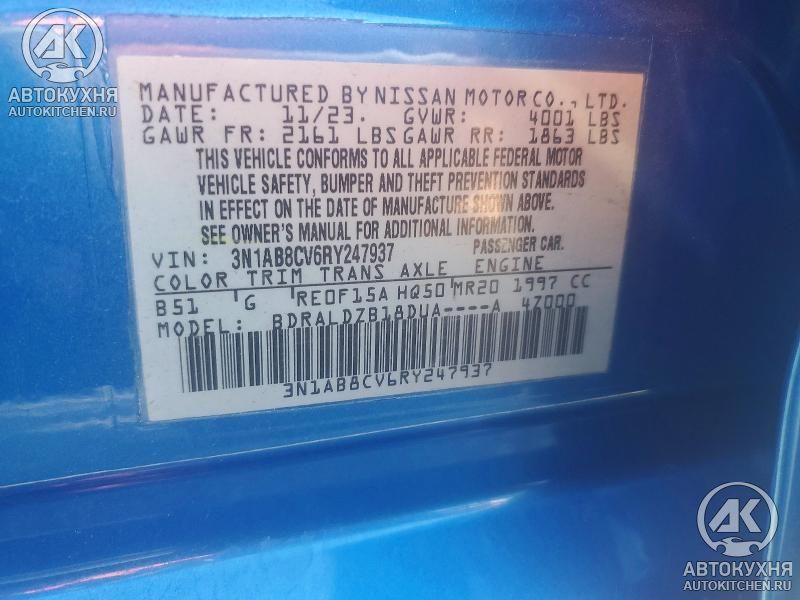 AK
АВТОКУХНЯ
AUTOKITCHEN.RU
MANUFACTURED BY NISSAN MOTOR CO., LTD.
DATE: 11/23. GVWR: 4001 LBS
GAWR FR: 2161 LBS GAWR RR: 1863 LBS
THIS VEHICLE CONFORMS TO ALL APPLICABLE FEDERAL MOTOR
VEHICLE SAFETY, BUMPER AND THEFT PREVENTION STANDARDS
IN EFFECT ON THE DATE OF MANUFACTURE SHOWN ABOVE.
SEE OWNER'S MANUAL FOR ADDITIONAL INFORMATION.
VIN: 3N1AB8CV6RY247937 PASSENGER CAR.
COLOR TRIM TRANS AXLE ENGINE
B51 G RE0F15A HQ50 MR20 1997 CC
MODEL: BDRALDZB18DUA----A 4Z000
3N1AB8CV6RY247937
AK
АВТОКУХНЯ
AUTOKITCHEN.RU